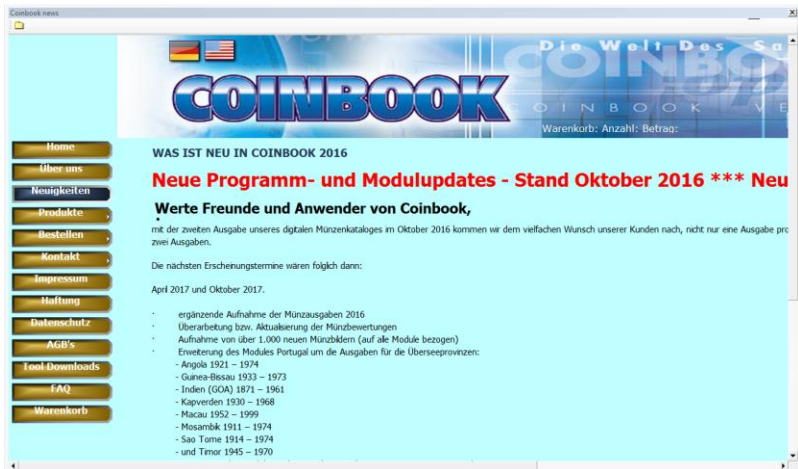 Coinbook news
Die Welt Des Sa
COINBOOK
COINBO
COINBOOK VE
Warenkorb: Anzahl: Betrag:
Home
Über uns
Neuigkeiten
Produkte
Bestellen
Kontakt
Impressum
Haftung
Datenschutz
AGB's
Tool Downloads
FAQ
Warenkorb
WAS IST NEU IN COINBOOK 2016
Neue Programm- und Modulupdates - Stand Oktober 2016 *** Neu
Werte Freunde und Anwender von Coinbook,
mit der zweiten Ausgabe unseres digitalen Münzenkataloges im Oktober 2016 kommen wir dem vielfachen Wunsch unserer Kunden nach, nicht nur eine Ausgabe pro
zwei Ausgaben.
Die nächsten Erscheinungstermine wären folglich dann:
April 2017 und Oktober 2017.
· ergänzende Aufnahme der Münzausgaben 2016
· Überarbeitung bzw. Aktualisierung der Münzbewertungen
· Aufnahme von über 1.000 neuen Münzbildern (auf alle Module bezogen)
· Erweiterung des Modules Portugal um die Ausgaben für die Überseeprovinzen:
- Angola 1921 – 1974
- Guinea-Bissau 1933 – 1973
- Indien (GOA) 1871 – 1961
- Kapverden 1930 – 1968
- Macau 1952 – 1999
- Mosambik 1911 – 1974
- Sao Tome 1914 – 1974
- und Timor 1945 – 1970